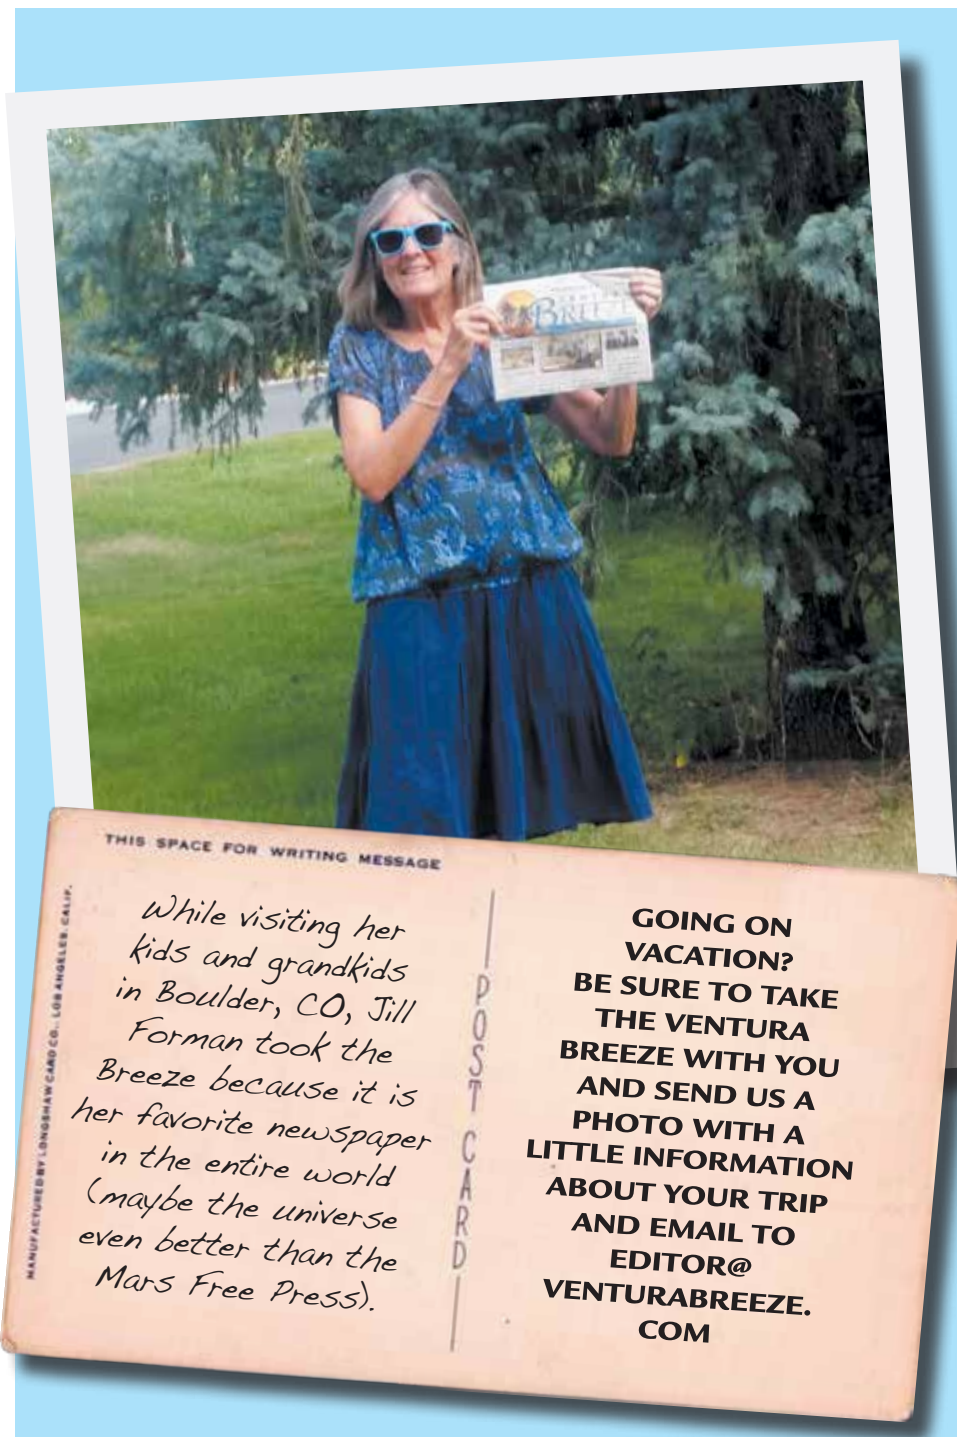 BREEZE
THIS SPACE FOR WRITING MESSAGE
MANUFACTURED BY LONGSHAW CARD CO., LOS ANGELES, CALIF.
While visiting her
kids and grandkids
in Boulder, CO, Jill
Forman took the
Breeze because it is
her favorite newspaper
in the entire world
(maybe the universe
even better than the
Mars Free Press).
POST CARD
GOING ON
VACATION?
BE SURE TO TAKE
THE VENTURA
BREEZE WITH YOU
AND SEND US A
PHOTO WITH A
LITTLE INFORMATION
ABOUT YOUR TRIP
AND EMAIL TO
EDITOR@
VENTURABREEZE.
COM